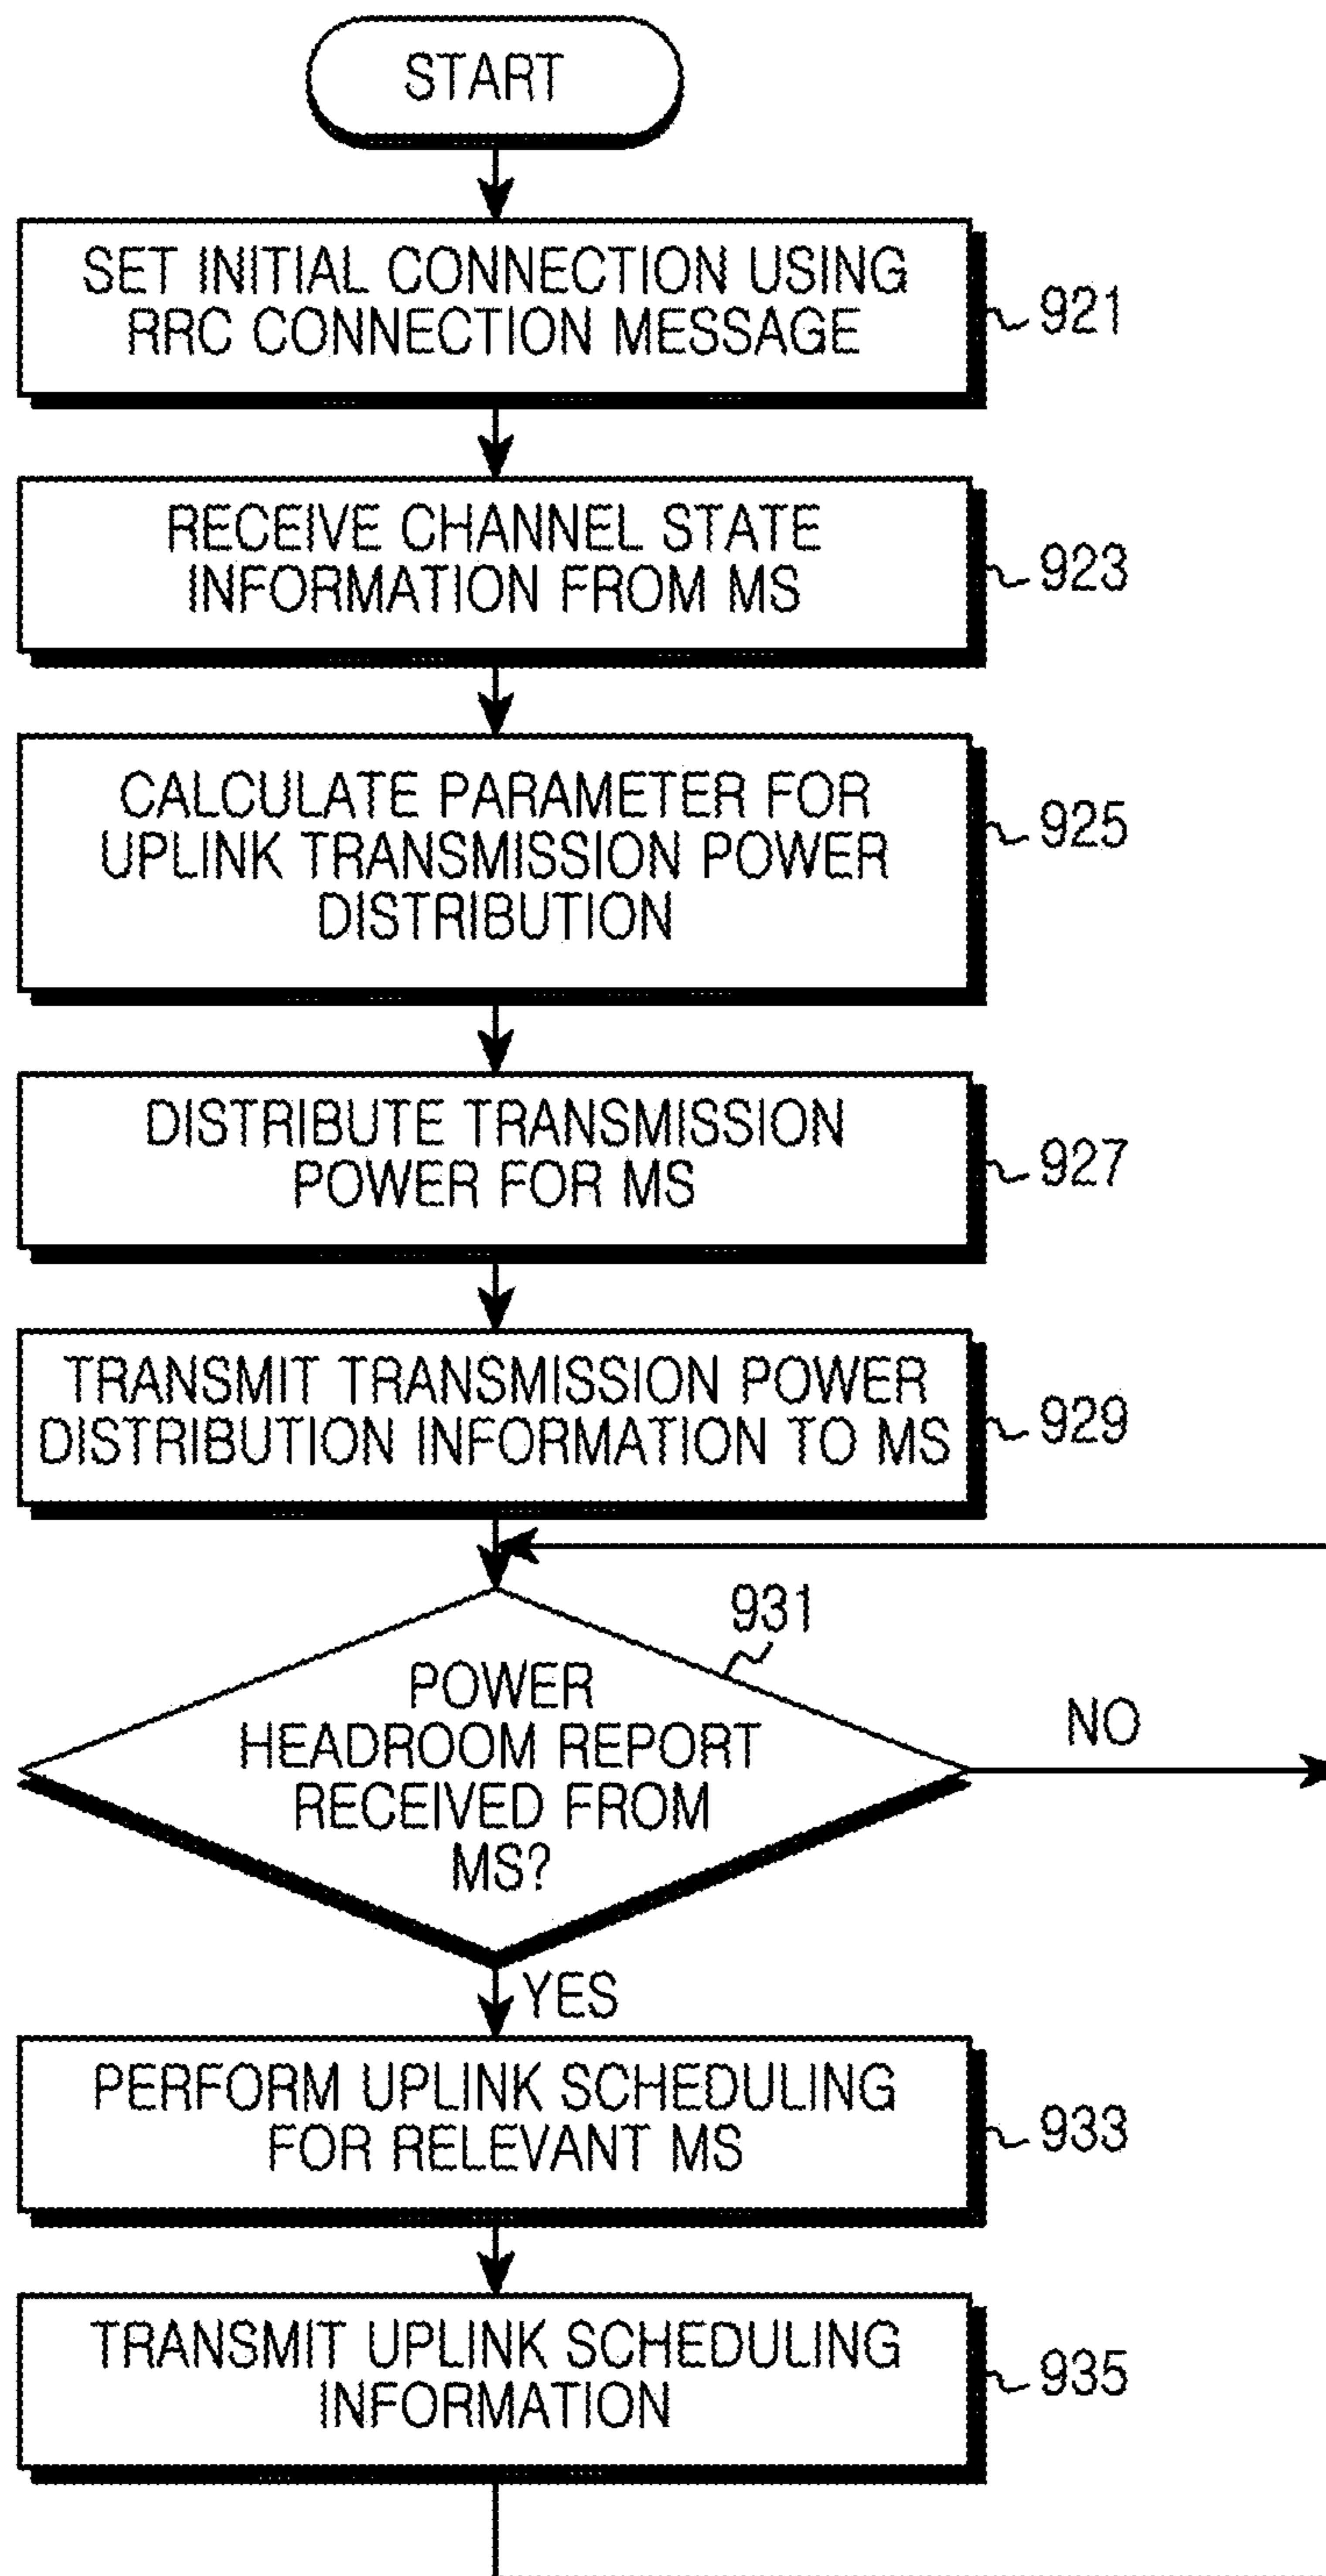 START
SET INITIAL CONNECTION USING
RRC CONNECTION MESSAGE
921
RECEIVE CHANNEL STATE
INFORMATION FROM MS
923
CALCULATE PARAMETER FOR
UPLINK TRANSMISSION POWER
DISTRIBUTION
925
DISTRIBUTE TRANSMISSION
POWER FOR MS
927
TRANSMIT TRANSMISSION POWER
DISTRIBUTION INFORMATION TO MS
929
931
POWER
HEADROOM REPORT
RECEIVED FROM
MS?
NO
YES
PERFORM UPLINK SCHEDULING
FOR RELEVANT MS
933
TRANSMIT UPLINK SCHEDULING
INFORMATION
935